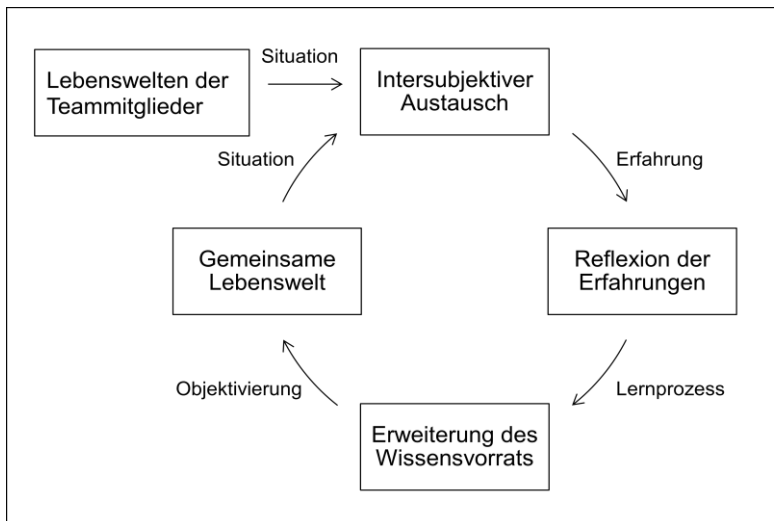 Situation
Lebenswelten der
Teammitglieder
Intersubjektiver
Austausch
Situation
Erfahrung
Gemeinsame
Lebenswelt
Reflexion der
Erfahrungen
Objektivierung
Lernprozess
Erweiterung des
Wissensvorrats